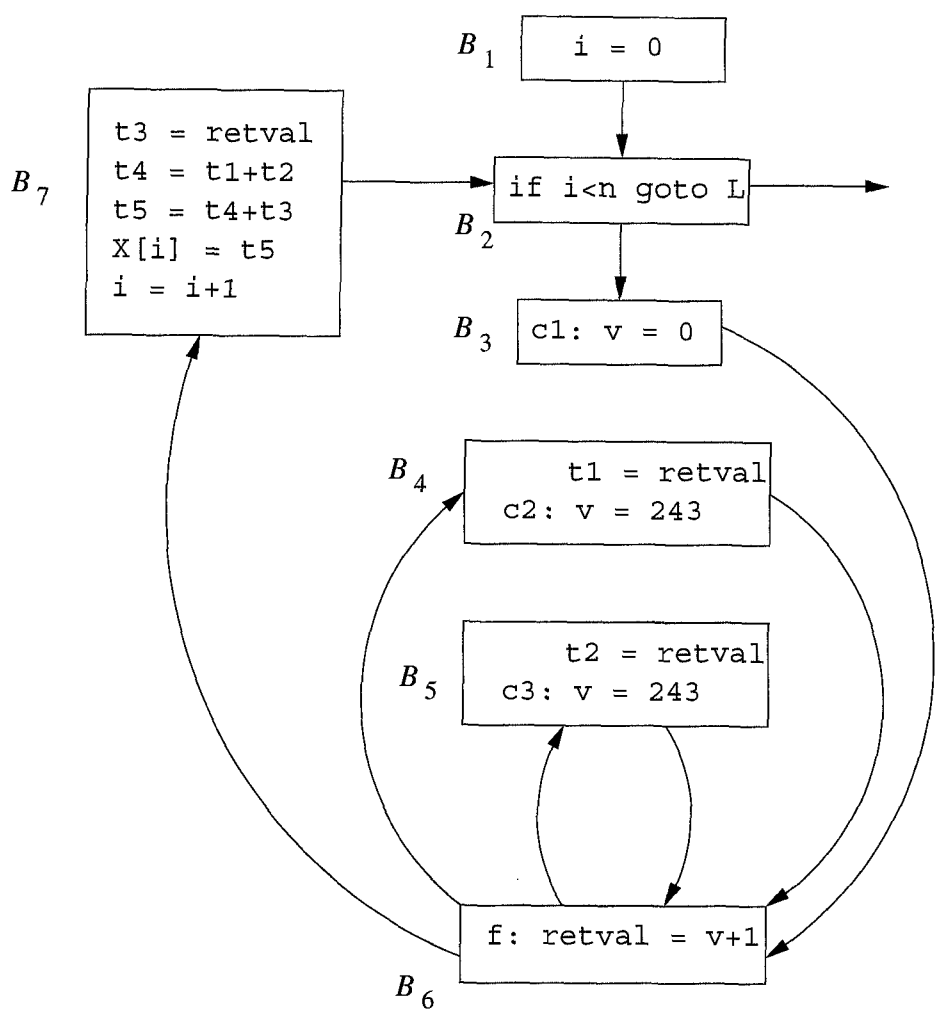 B1
i = 0
B7
t3 = retval
t4 = t1+t2
t5 = t4+t3
X[i] = t5
i = i+1
if i<n goto L
B2
B3
c1: v = 0
B4
t1 = retval
c2: v = 243
B5
t2 = retval
c3: v = 243
f: retval = v+1
B6